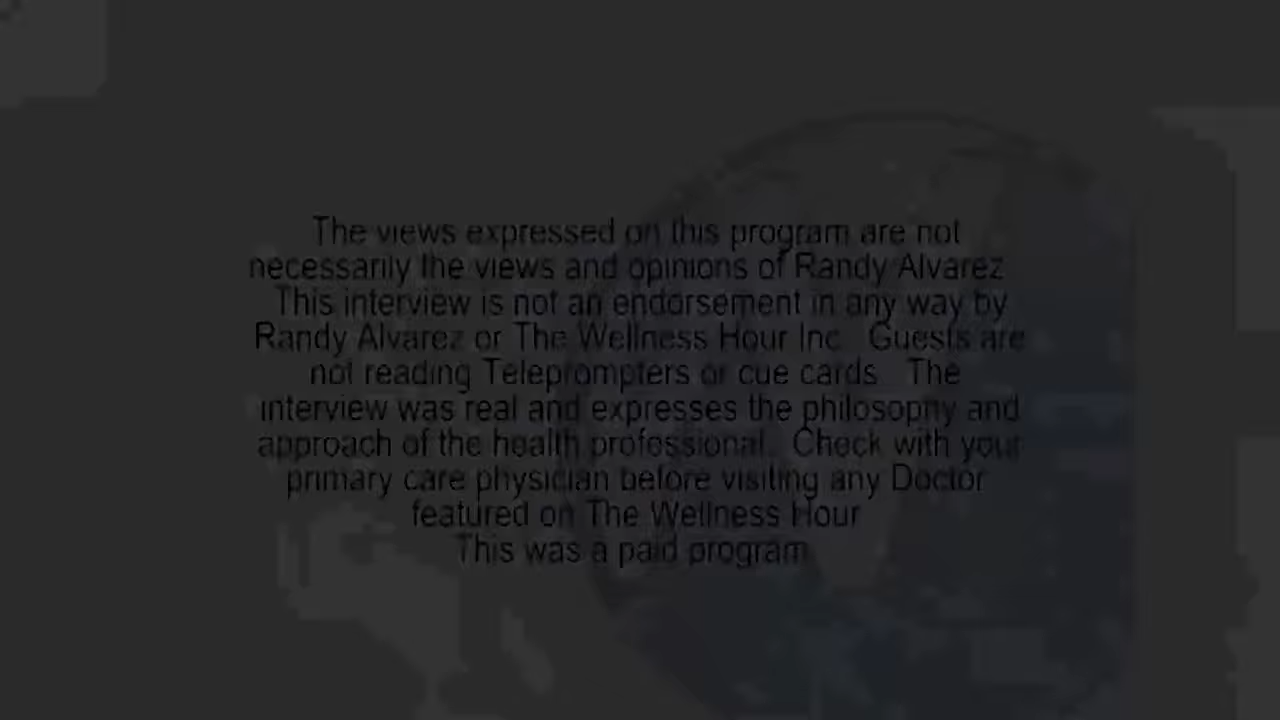 The views expressed on this program are not
necessarily the views and opinions of Randy Alvarez
This interview is not an endorsement in any way by
Randy Alvarez or The Wellness Hour Inc. Guests are
not reading Teleprompters or cue cards. The
interview was real and expresses the philosophy and
approach of the health professional. Check with your
primary care physician before visiting any Doctor
featured on The Wellness Hour
This was a paid program